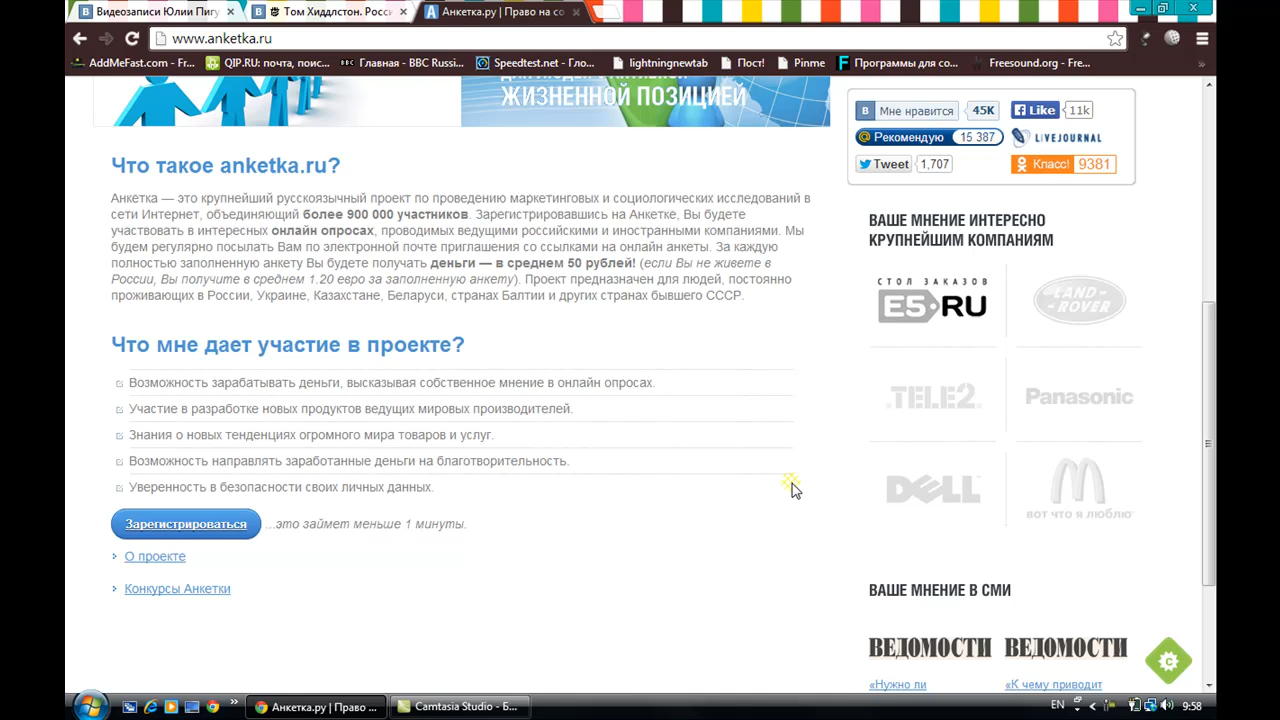 Видеозаписи Юлии Пигу
Том Хиддлстон. Росси
Анкетка.ру | Право на со
www.anketka.ru
AddMeFast.com - Fr...
QIP.RU: почта, поис...
Главная - BBC Russi...
Speedtest.net - Гло...
lightningnewtab
Пост!
Pinme
Программы для со...
Freesound.org - Fre...
»
ЖИЗНЕННОЙ ПОЗИЦИЕЙ
Мне нравится 45K
Like 11k
Рекомендую 15 387
LIVEJOURNAL
Tweet 1,707
Класс! 9381
Что такое anketka.ru?
Анкетка — это крупнейший русскоязычный проект по проведению маркетинговых и социологических исследований в
сети Интернет, объединяющий более 900 000 участников. Зарегистрировавшись на Анкетке, Вы будете
участвовать в интересных онлайн опросах, проводимых ведущими российскими и иностранными компаниями. Мы
будем регулярно посылать Вам по электронной почте приглашения со ссылками на онлайн анкеты. За каждую
полностью заполненную анкету Вы будете получать деньги — в среднем 50 рублей! (если Вы не живете в
России, Вы получите в среднем 1.20 евро за заполненную анкету). Проект предназначен для людей, постоянно
проживающих в России, Украине, Казахстане, Беларуси, странах Балтии и других странах бывшего СССР.
Что мне дает участие в проекте?
Возможность зарабатывать деньги, высказывая собственное мнение в онлайн опросах.
Участие в разработке новых продуктов ведущих мировых производителей.
Знания о новых тенденциях огромного мира товаров и услуг.
Возможность направлять заработанные деньги на благотворительность.
Уверенность в безопасности своих личных данных.
Зарегистрироваться ...это займет меньше 1 минуты.
О проекте
Конкурсы Анкетки
ВАШЕ МНЕНИЕ ИНТЕРЕСНО
КРУПНЕЙШИМ КОМПАНИЯМ
СТОЛ ЗАКАЗОВ
E5.RU
LAND-
ROVER
TELE2
Panasonic
DELL
вот что я люблю
ВАШЕ МНЕНИЕ В СМИ
ВЕДОМОСТИ ВЕДОМОСТИ
«Нужно ли «К чему приводит
Анкетка.ру | Право ...
Camtasia Studio - Б...
EN
9:58